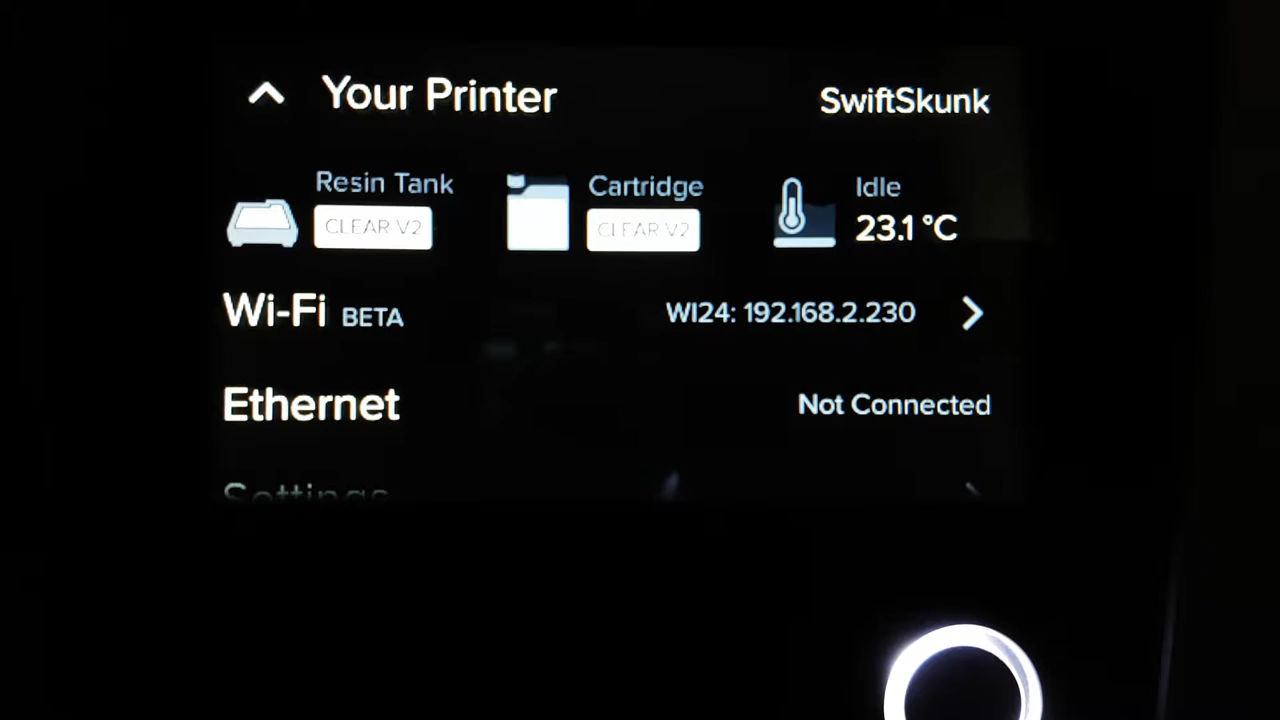 Your Printer SwiftSkunk
Resin Tank Cartridge Idle
CLEAR V2 CLEAR V2 23.1 °C
Wi-Fi BETA WI24: 192.168.2.230
Ethernet Not Connected
Settings